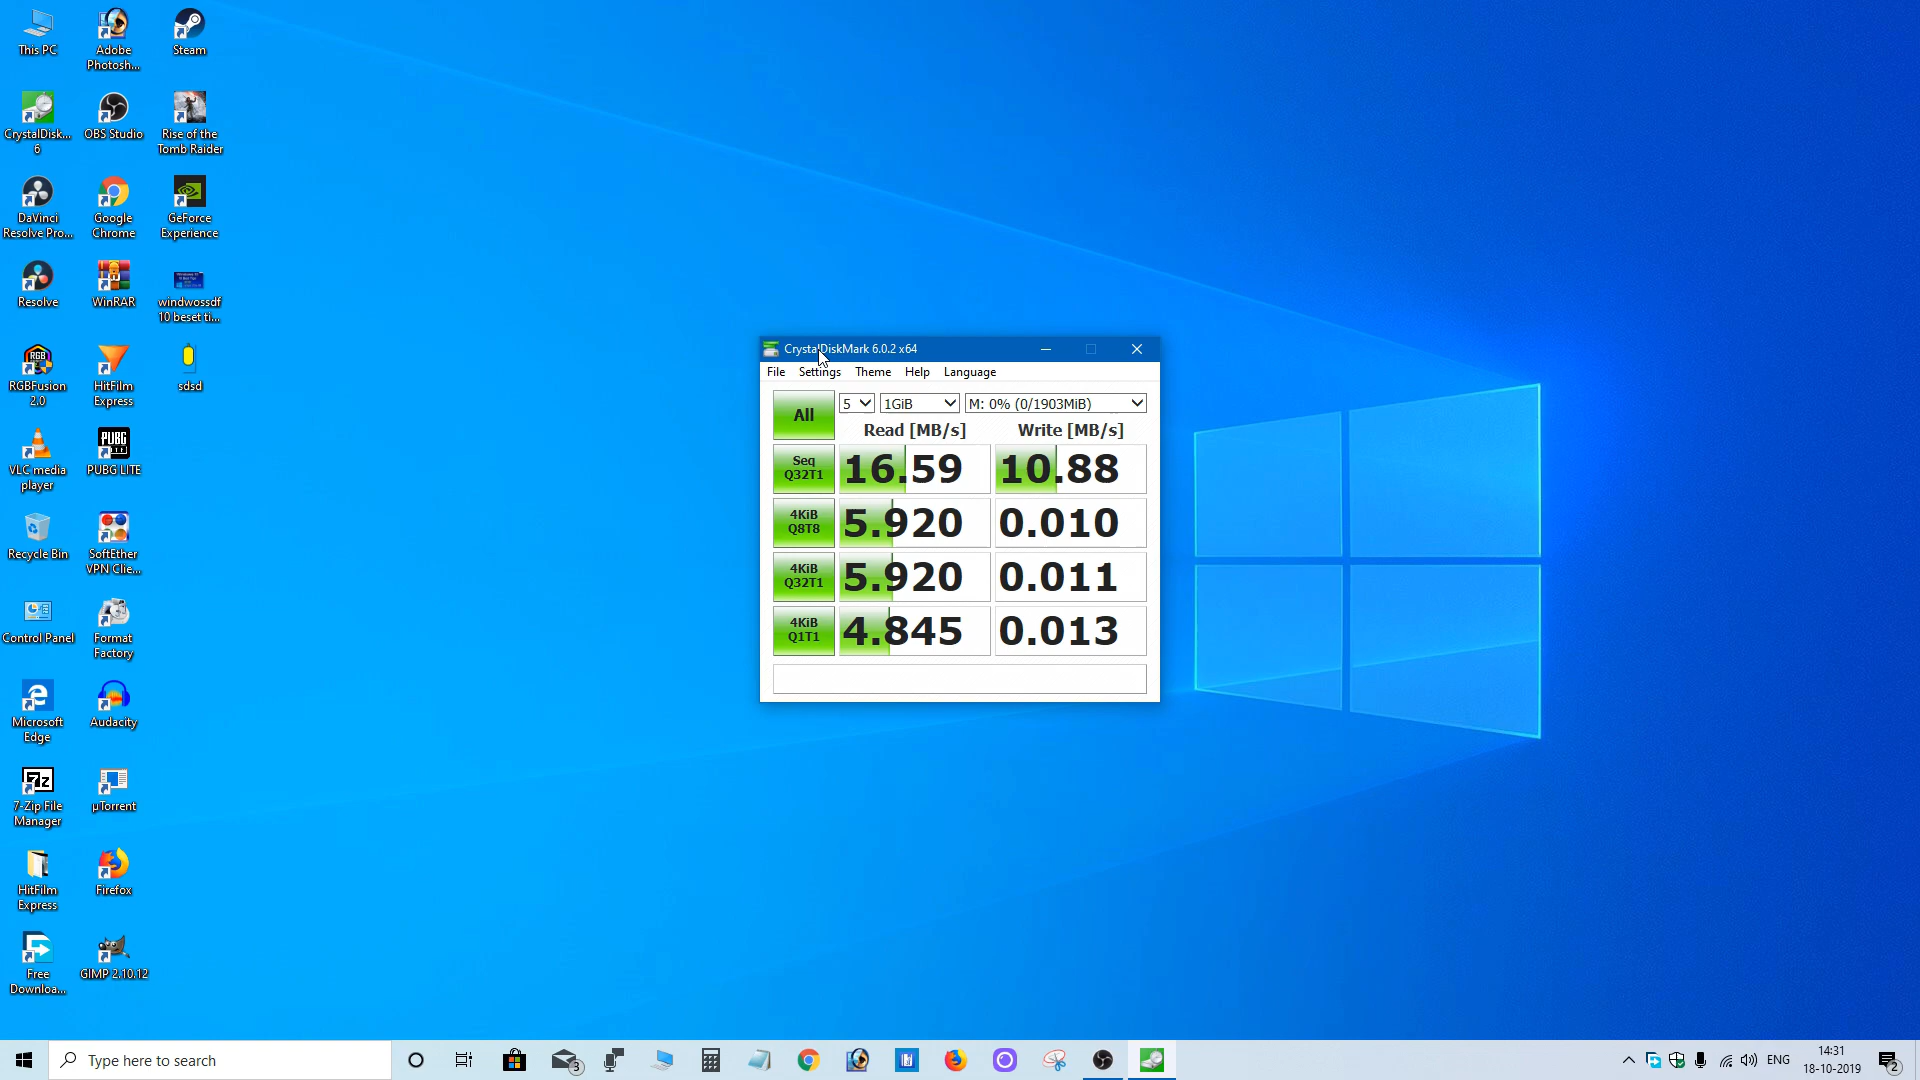 This PC
Adobe
Photosh...
Steam
CrystalDisk...
6
OBS Studio
Rise of the
Tomb Raider
DaVinci
Resolve Pro...
Google
Chrome
GeForce
Experience
Resolve
WinRAR
windwossdf
10 beset ti...
RGB
RGBFusion
2.0
HitFilm
Express
sdsd
VLC media
player
PUBG
LITE
PUBG LITE
Recycle Bin
SoftEther
VPN Clie...
Control Panel
Format
Factory
Microsoft
Edge
Audacity
7z
7-Zip File
Manager
µTorrent
HitFilm
Express
Firefox
Free
Downloa...
GIMP 2.10.12
CrystalDiskMark 6.0.2 x64
File Settings Theme Help Language
All
5 1GiB M: 0% (0/1903MiB)
Read [MB/s] Write [MB/s]
Seq
Q32T1
16.59 10.88
4KiB
Q8T8
5.920 0.010
4KiB
Q32T1
5.920 0.011
4KiB
Q1T1
4.845 0.013
Type here to search
3
ENG
14:31
18-10-2019
2